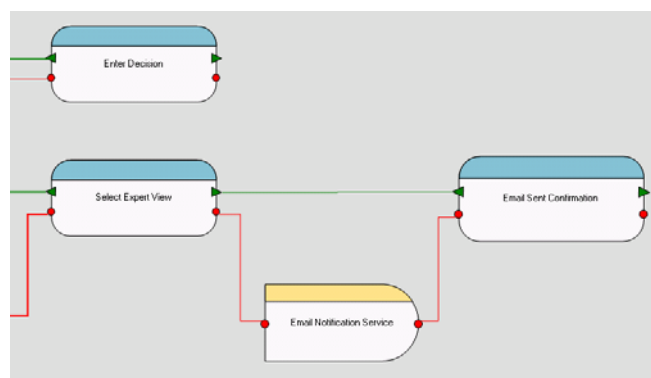 Enter Decision
Select Expert View
Email Sent Confirmation
Email Notification Service